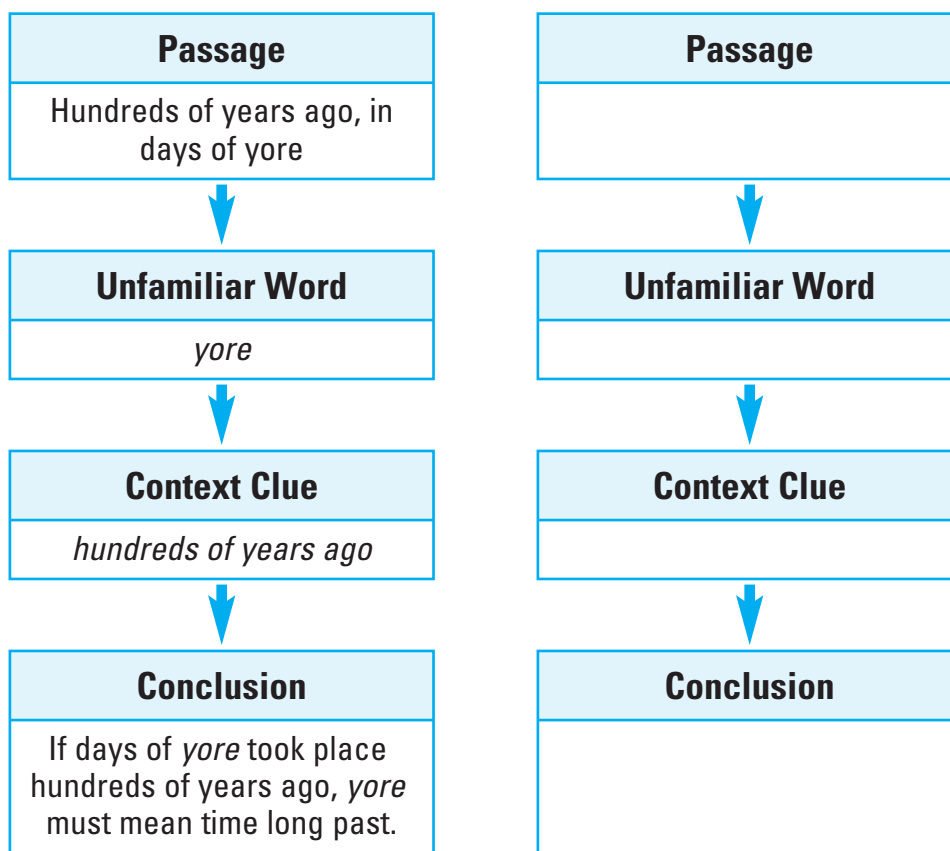 Passage
Hundreds of years ago, in
days of yore
Unfamiliar Word
yore
Context Clue
hundreds of years ago
Conclusion
If days of yore took place
hundreds of years ago, yore
must mean time long past.
Passage
Unfamiliar Word
Context Clue
Conclusion